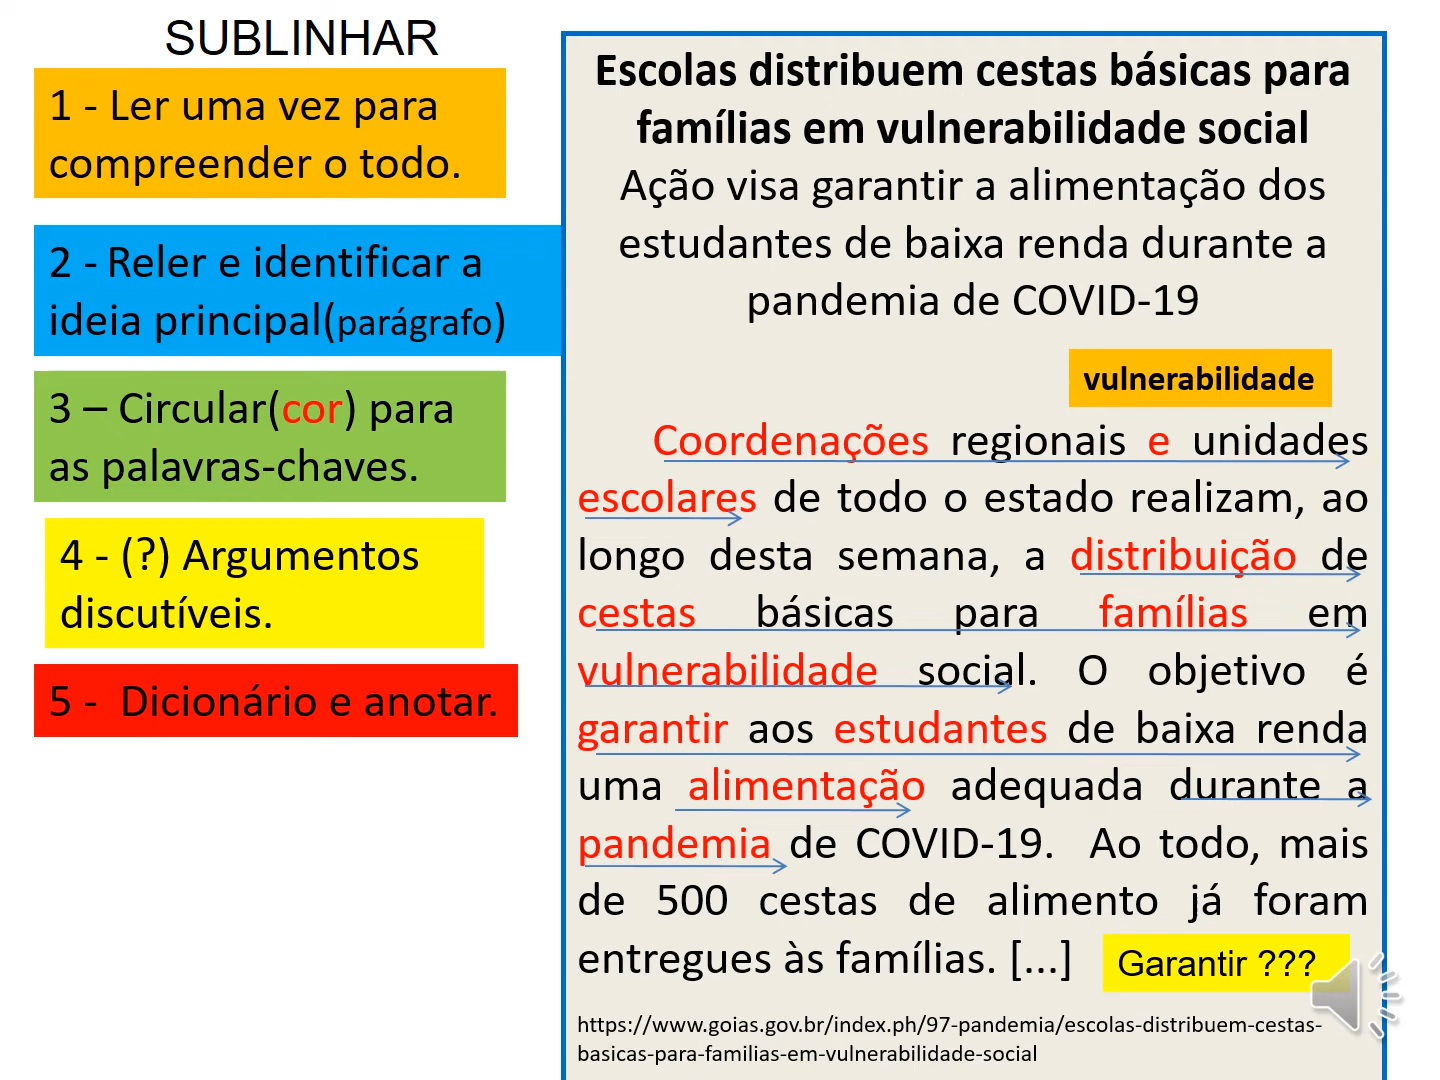 SUBLINHAR
1 - Ler uma vez para
compreender o todo.
2 - Reler e identificar a
ideia principal(parágrafo)
3 – Circular(cor) para
as palavras-chaves.
4 - (?) Argumentos
discutíveis.
5 -  Dicionário e anotar.
Escolas distribuem cestas básicas para
famílias em vulnerabilidade social
Ação visa garantir a alimentação dos
estudantes de baixa renda durante a
pandemia de COVID-19
vulnerabilidade
Coordenações regionais e unidades
escolares de todo o estado realizam, ao
longo desta semana, a distribuição de
cestas básicas para famílias em
vulnerabilidade social. O objetivo é
garantir aos estudantes de baixa renda
uma alimentação adequada durante a
pandemia de COVID-19.  Ao todo, mais
de 500 cestas de alimento já foram
entregues às famílias. [...]
Garantir ???
https://www.goias.gov.br/index.ph/97-pandemia/escolas-distribuem-cestas-
basicas-para-familias-em-vulnerabilidade-social